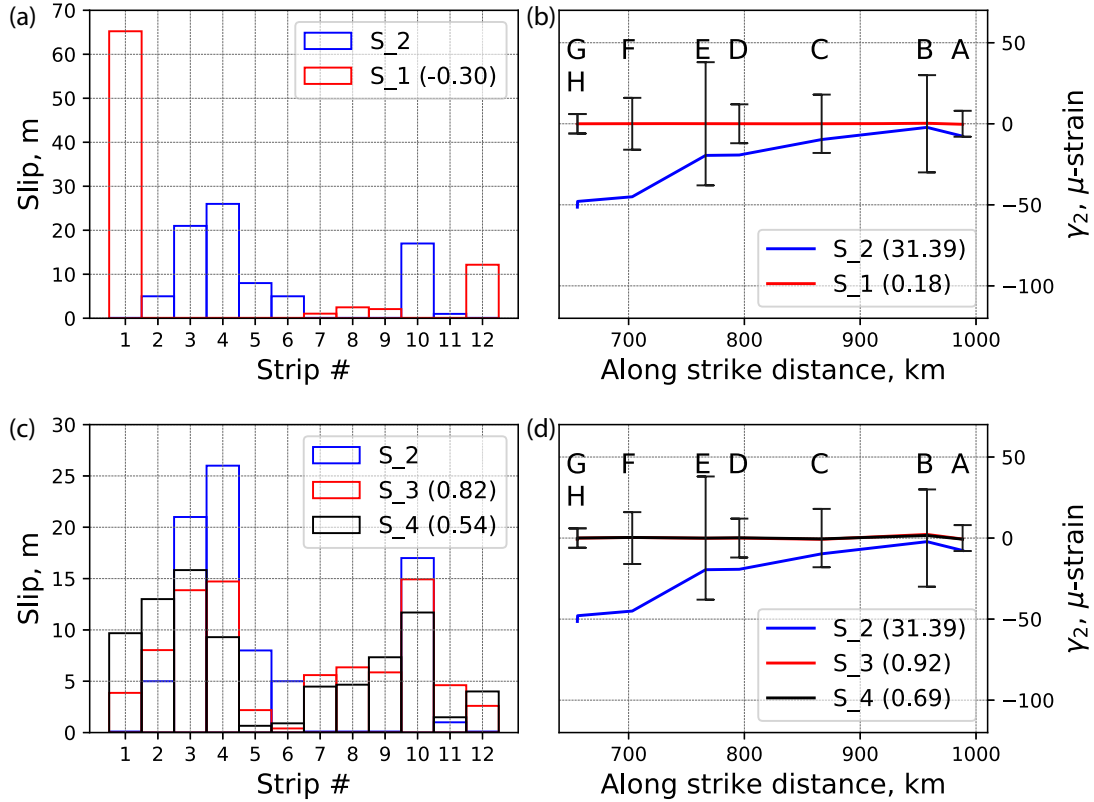 (a)
70
60
50
40
30
20
10
0
Slip, m
S_2
S_1 (-0.30)
1 2 3 4 5 6 7 8 9 10 11 12
Strip #
(b)
G F E D C B A
H
50
0
−50
−100
γ2, μ-strain
S_2 (31.39)
S_1 (0.18)
700 800 900 1000
Along strike distance, km
(c)
30
25
20
15
10
5
0
Slip, m
S_2
S_3 (0.82)
S_4 (0.54)
1 2 3 4 5 6 7 8 9 10 11 12
Strip #
(d)
G F E D C B A
H
50
0
−50
−100
γ2, μ-strain
S_2 (31.39)
S_3 (0.92)
S_4 (0.69)
700 800 900 1000
Along strike distance, km